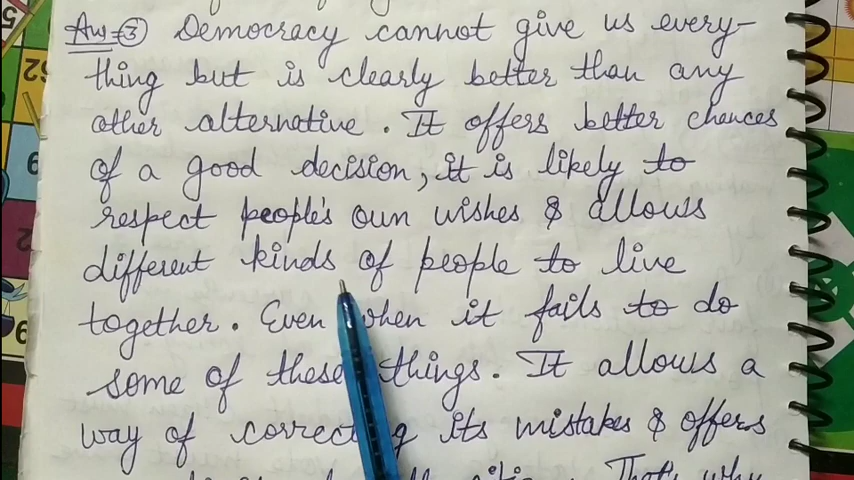 Ans=3 Democracy cannot give us every-
thing but is clearly better than any
other alternative. It offers better chances
of a good decision, it is likely to
respect people's own wishes & allows
different kinds of people to live
together. Even when it fails to do
some of these things. It allows a
way of correcting its mistakes & offers
That's why